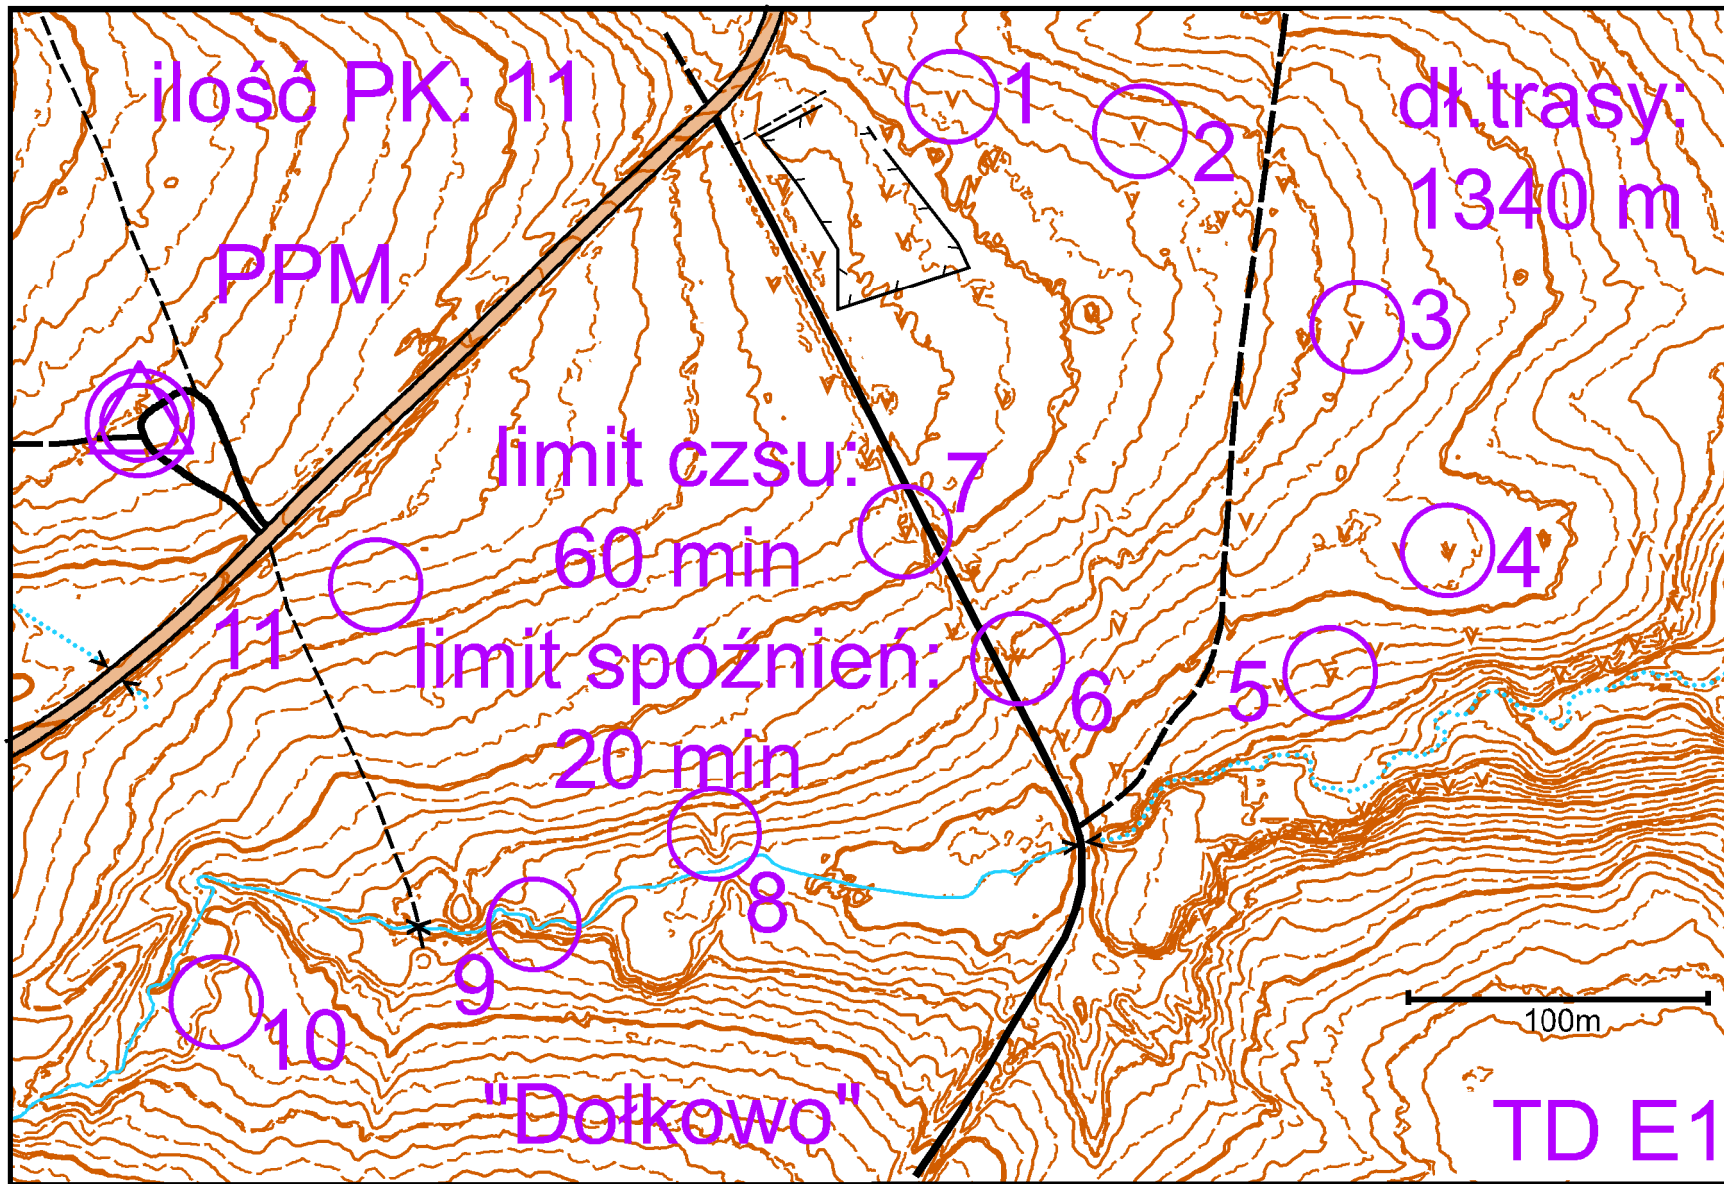 ilość PK: 11
1
2
dł.trasy:
1340 m
PPM
3
limit czsu:
7
60 min
4
11
limit spóźnień:
5
6
20 min
8
9
10
100m
"Dołkowo"
TD E1